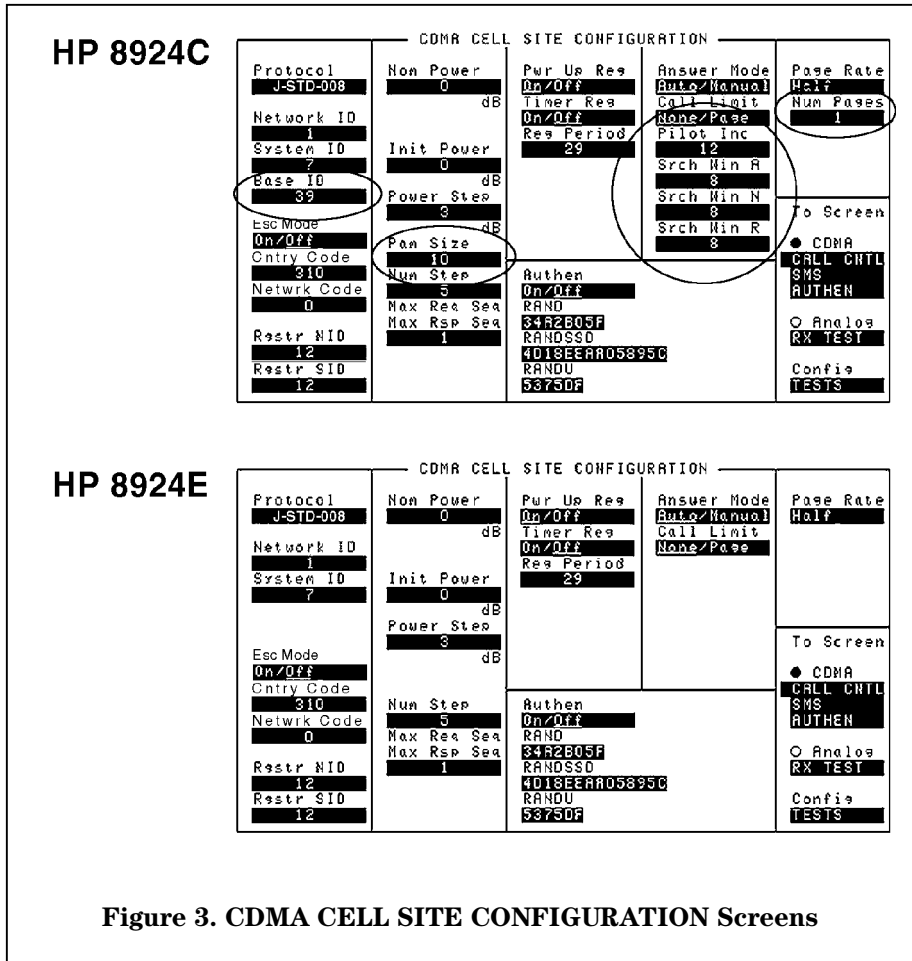 HP 8924C
CDMA CELL SITE CONFIGURATION
Protocol
J-STD-008
Network ID
1
System ID
7
Base ID
39
Esc Mode
On/Off
Cntry Code
310
Netwrk Code
0
Rgstr NID
12
Rgstr SID
12
Nom Power
0
dB
Init Power
0
dB
Power Step
3
dB
Pam Size
10
Num Step
5
Max Req Seq
Max Rsp Seq
1
Pwr Up Reg
On/Off
Timer Reg
On/Off
Reg Period
29
Answer Mode
Auto/Manual
Call Limit
None/Page
Pilot Inc
12
Srch Win A
8
Srch Win N
8
Srch Win R
8
Authen
On/Off
RAND
34A2B05F
RANDSSD
4D18EEAA05895C
RANDU
5375DF
Page Rate
Half
Num Pages
1
To Screen
CDMA
CALL CNTL
SMS
AUTHEN
Analog
RX TEST
Config
TESTS
HP 8924E
CDMA CELL SITE CONFIGURATION
Protocol
J-STD-008
Network ID
1
System ID
7
Esc Mode
On/Off
Cntry Code
310
Netwrk Code
0
Rgstr NID
12
Rgstr SID
12
Nom Power
0
dB
Init Power
0
dB
Power Step
3
dB
Num Step
5
Max Req Seq
Max Rsp Seq
1
Pwr Up Reg
On/Off
Timer Reg
On/Off
Reg Period
29
Answer Mode
Auto/Manual
Call Limit
None/Page
Authen
On/Off
RAND
34A2B05F
RANDSSD
4D18EEAA05895C
RANDU
5375DF
Page Rate
Half
To Screen
CDMA
CALL CNTL
SMS
AUTHEN
Analog
RX TEST
Config
TESTS
Figure 3. CDMA CELL SITE CONFIGURATION Screens